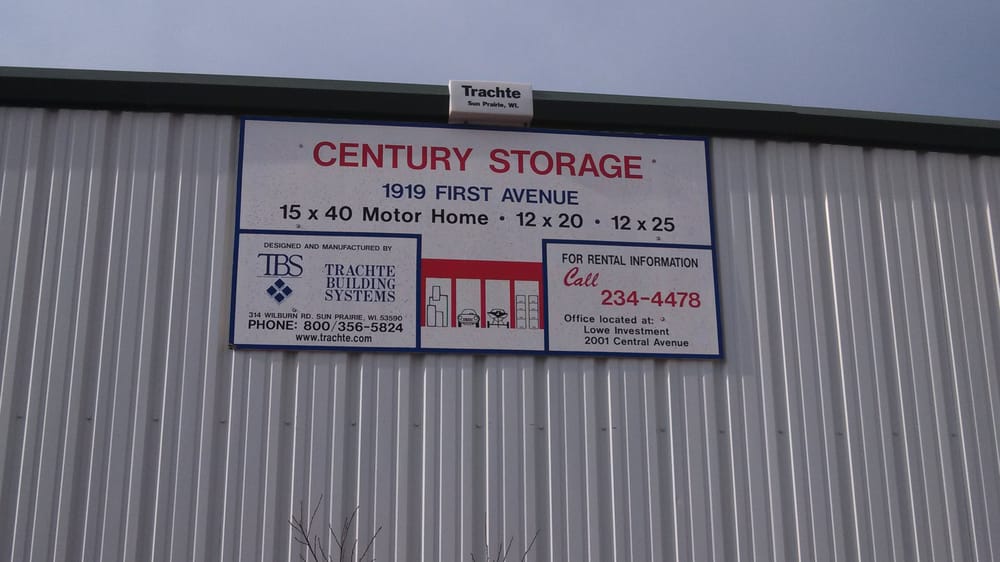 Trachte
Sun Prairie, WI.
CENTURY STORAGE
1919 FIRST AVENUE
15 x 40 Motor Home • 12 x 20 • 12 x 25
DESIGNED AND MANUFACTURED BY
TBS
TRACHTE
BUILDING
SYSTEMS
314 WILBURN RD. SUN PRAIRIE, WI. 53590
PHONE: 800/356-5824
www.trachte.com
FOR RENTAL INFORMATION
Call
234-4478
Office located at:
Lowe Investment
2001 Central Avenue